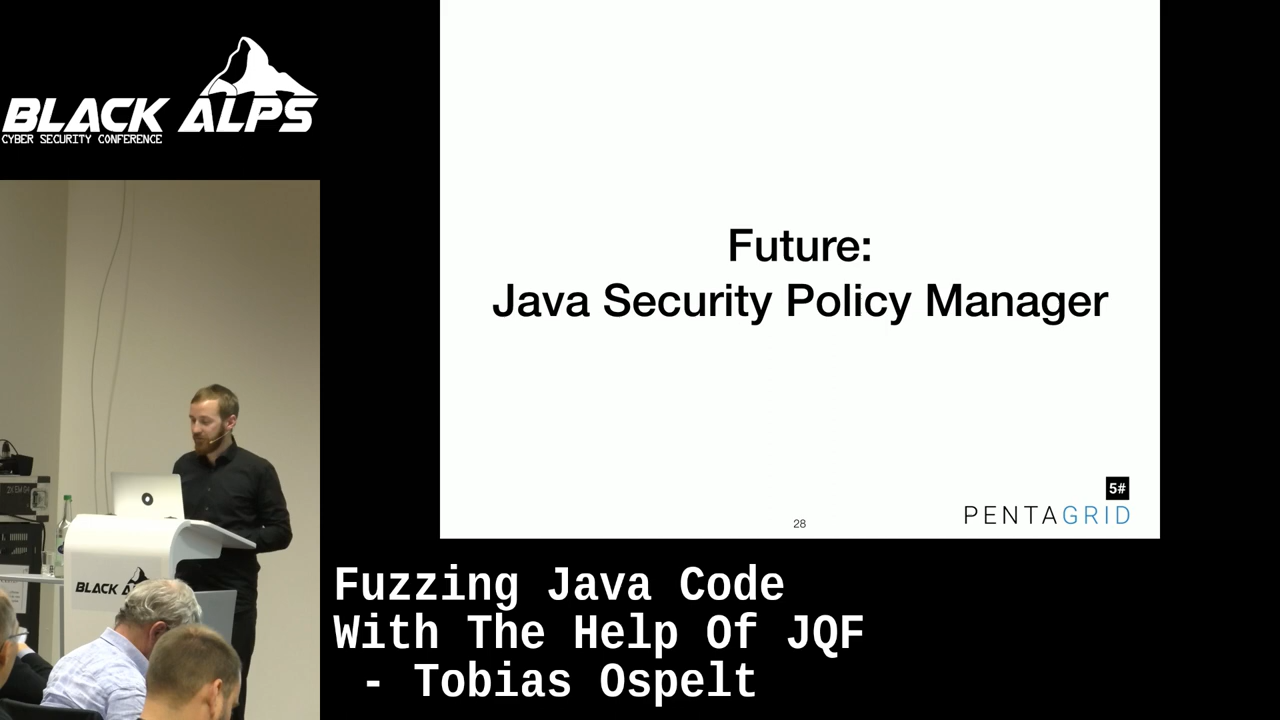 BLACK ALPS
CYBER SECURITY CONFERENCE
Future:
Java Security Policy Manager
5#
28
PENTAGRID
BLACK
Fuzzing Java Code
With The Help Of JQF
- Tobias Ospelt